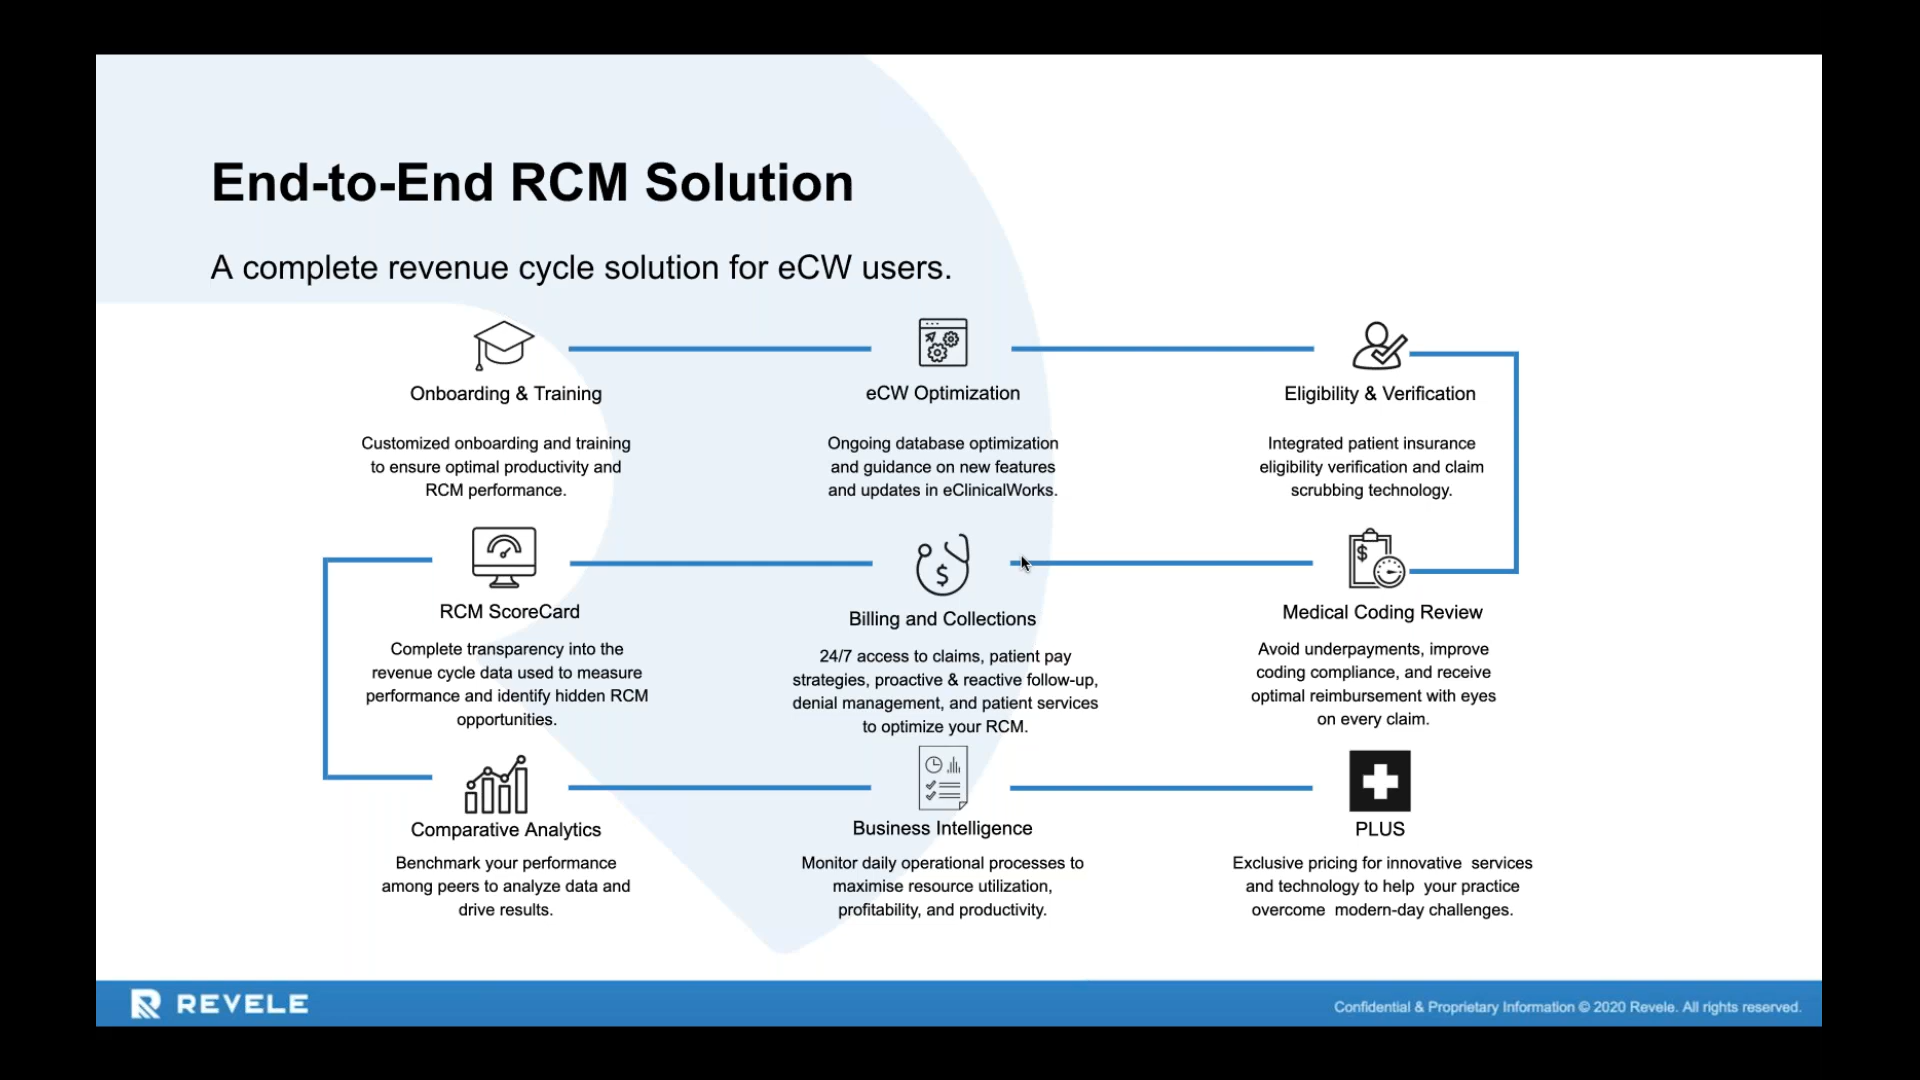 End-to-End RCM Solution
A complete revenue cycle solution for eCW users.
Onboarding & Training
Customized onboarding and training
to ensure optimal productivity and
RCM performance.
eCW Optimization
Ongoing database optimization
and guidance on new features
and updates in eClinicalWorks.
Eligibility & Verification
Integrated patient insurance
eligibility verification and claim
scrubbing technology.
RCM ScoreCard
Complete transparency into the
revenue cycle data used to measure
performance and identify hidden RCM
opportunities.
$
Billing and Collections
24/7 access to claims, patient pay
strategies, proactive & reactive follow-up,
denial management, and patient services
to optimize your RCM.
$
Medical Coding Review
Avoid underpayments, improve
coding compliance, and receive
optimal reimbursement with eyes
on every claim.
Comparative Analytics
Benchmark your performance
among peers to analyze data and
drive results.
Business Intelligence
Monitor daily operational processes to
maximise resource utilization,
profitability, and productivity.
PLUS
Exclusive pricing for innovative services
and technology to help your practice
overcome modern-day challenges.
REVELE
Confidential & Proprietary Information © 2020 Revele. All rights reserved.